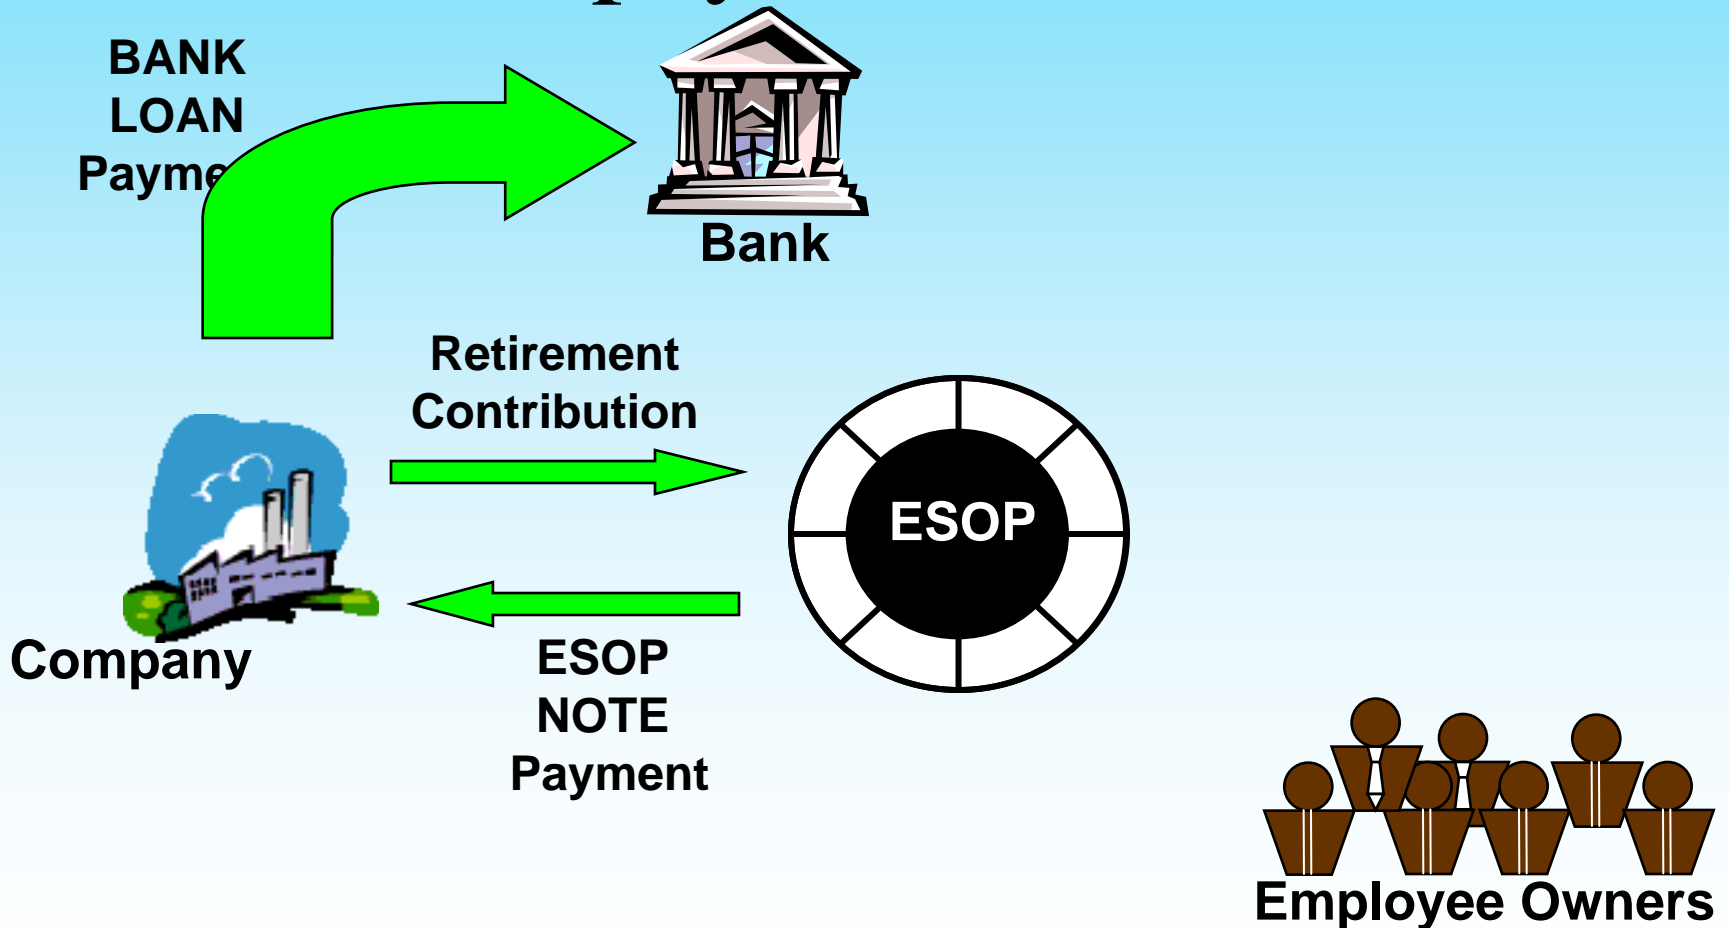 BANK
LOAN
Bank
Retirement
Contribution
ESOP
Company
ESOP
NOTE
Payment
Employee Owners